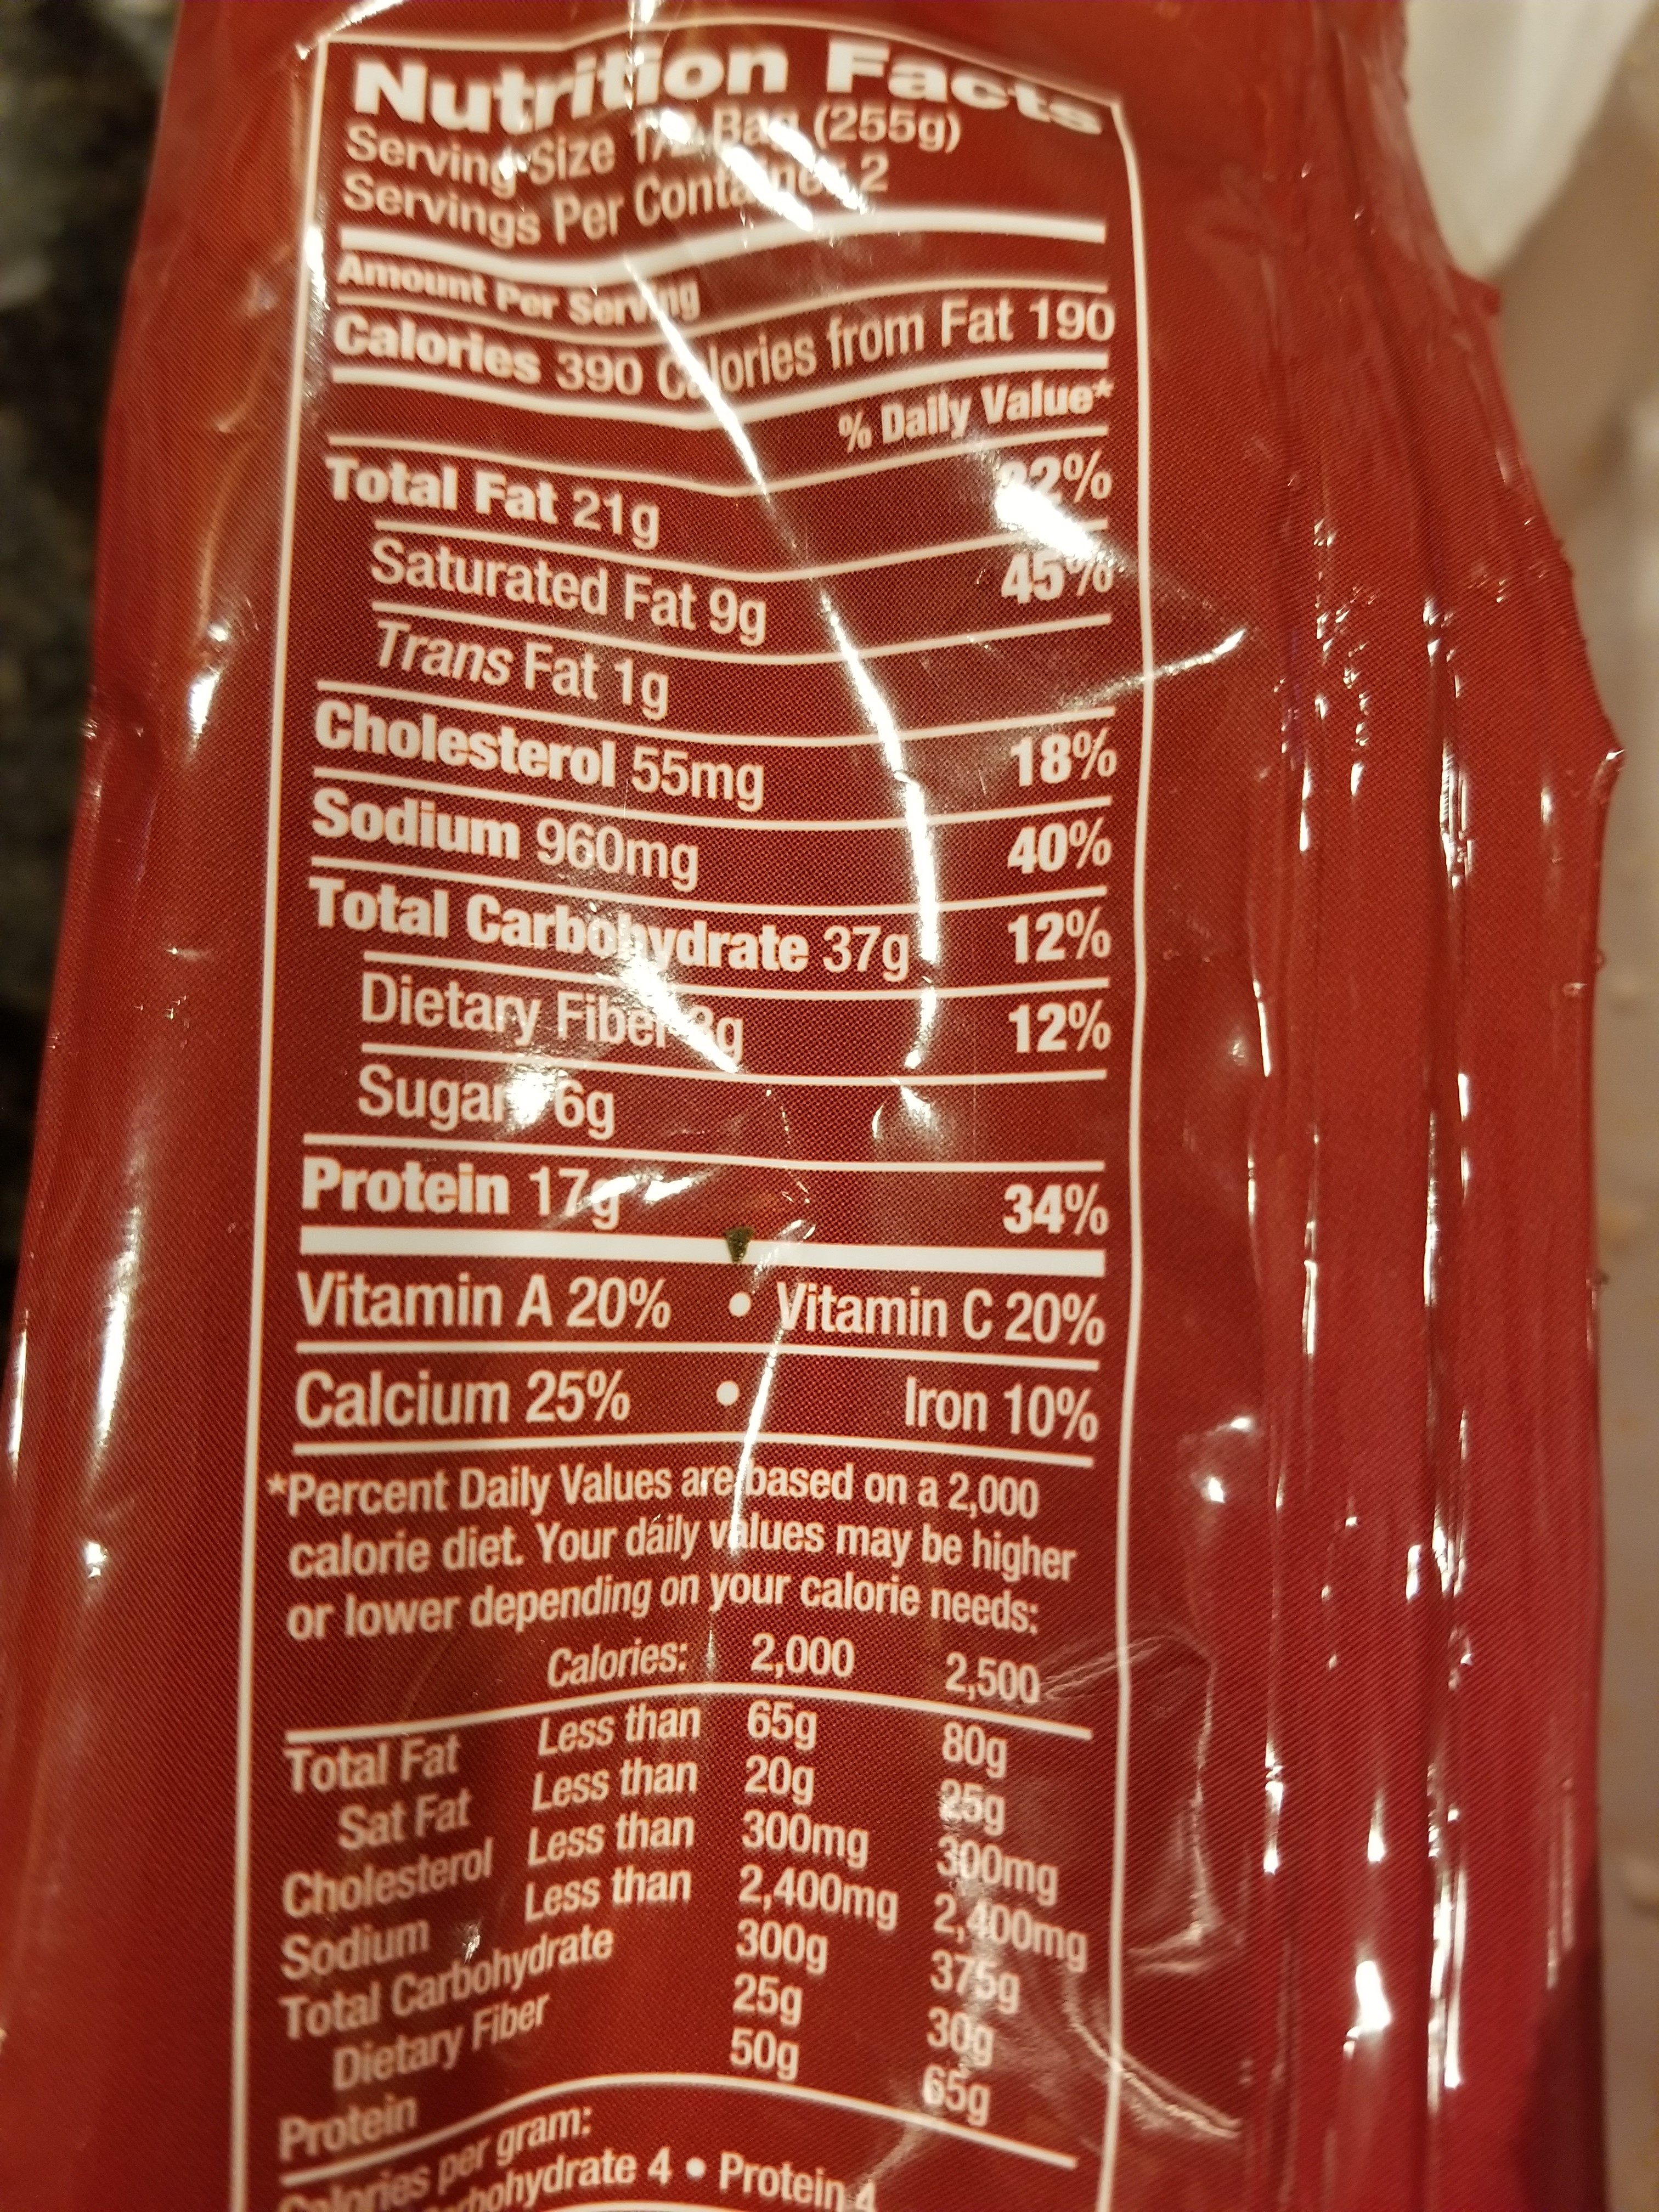 Nutrition Facts
Serving Size 1/2 Bag (255g)
Servings Per Container 2
Amount Per Serving
Calories 390 Calories from Fat 190
% Daily Value*
Total Fat 21g 32%
Saturated Fat 9g 45%
Trans Fat 1g
Cholesterol 55mg 18%
Sodium 960mg 40%
Total Carbohydrate 37g 12%
Dietary Fiber 3g 12%
Sugars 6g
Protein 17g 34%
Vitamin A 20% • Vitamin C 20%
Calcium 25% • Iron 10%
*Percent Daily Values are based on a 2,000
calorie diet. Your daily values may be higher
or lower depending on your calorie needs:
Calories: 2,000 2,500
Total Fat Less than 65g 80g
Sat Fat Less than 20g 25g
Cholesterol Less than 300mg 300mg
Sodium Less than 2,400mg 2,400mg
Total Carbohydrate 300g 375g
Dietary Fiber 25g 30g
Protein 50g 65g
Calories per gram:
Carbohydrate 4 • Protein 4